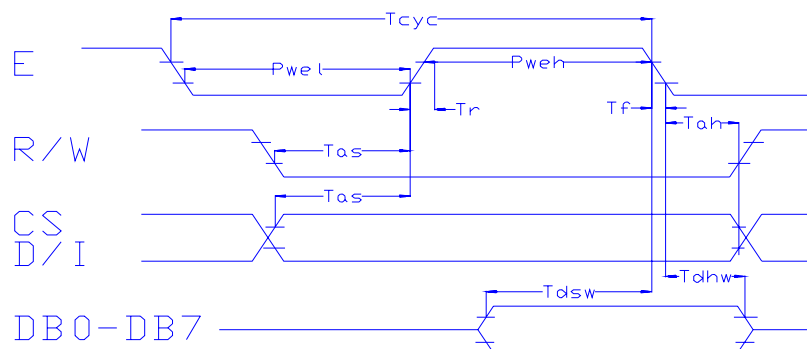 Tcyc
E
Pwel
Pweh
Tr
Tf
Tah
R/W
Tas
Tas
CS
D/I
Tdhw
Tdsw
DB0-DB7